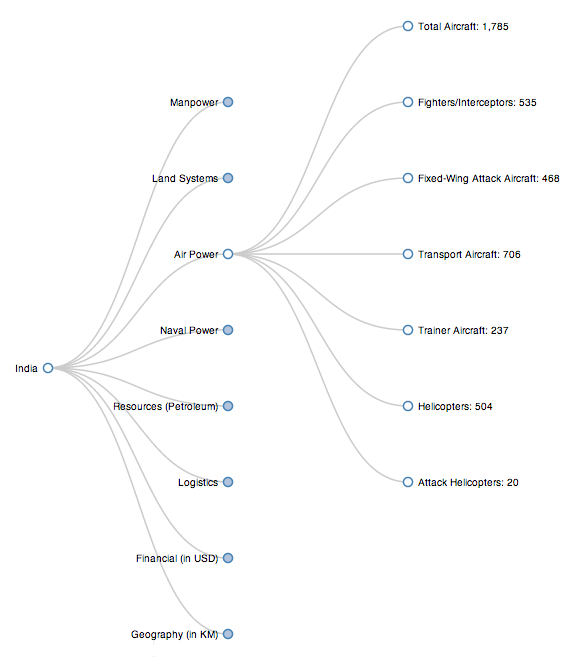 India
Manpower
Land Systems
Air Power
Naval Power
Resources (Petroleum)
Logistics
Financial (in USD)
Geography (in KM)
Total Aircraft: 1,785
Fighters/Interceptors: 535
Fixed-Wing Attack Aircraft: 468
Transport Aircraft: 706
Trainer Aircraft: 237
Helicopters: 504
Attack Helicopters: 20